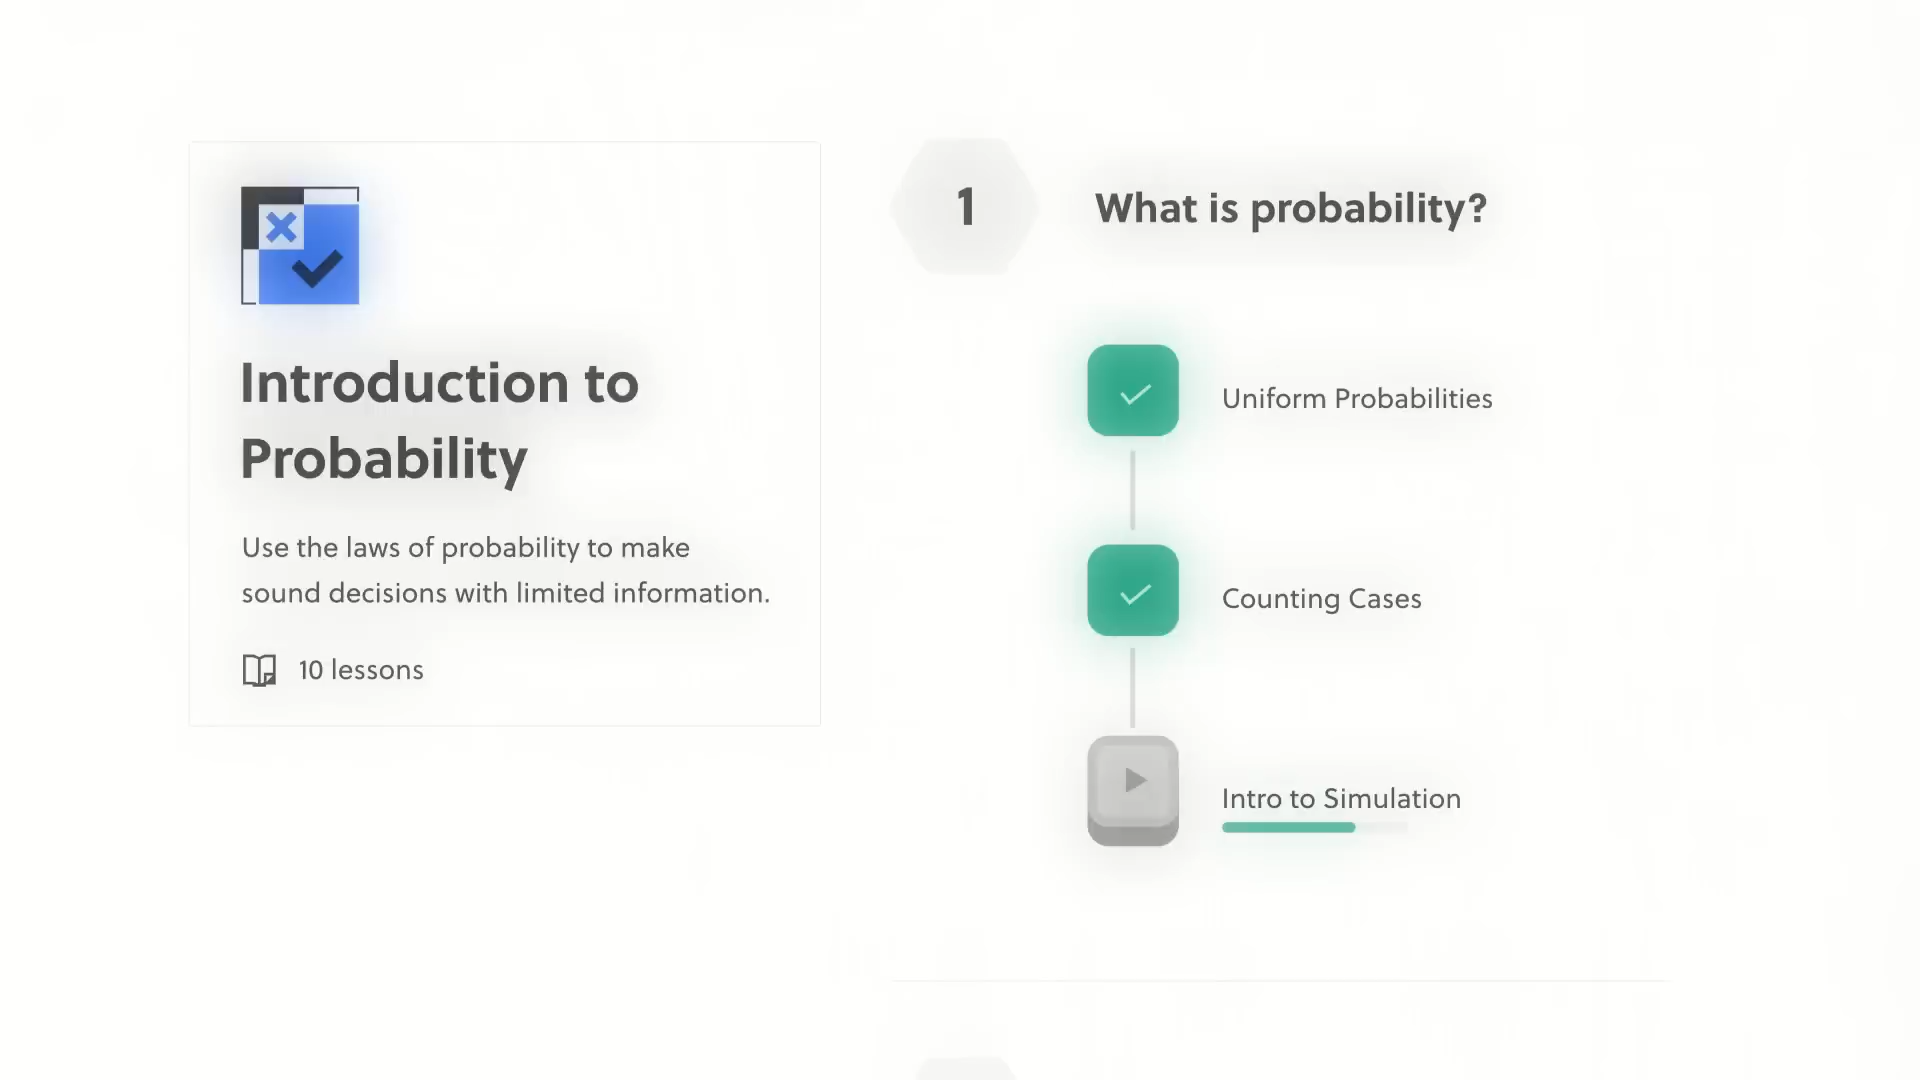 Introduction to
Probability
Use the laws of probability to make
sound decisions with limited information.
10 lessons
1
What is probability?
Uniform Probabilities
Counting Cases
Intro to Simulation